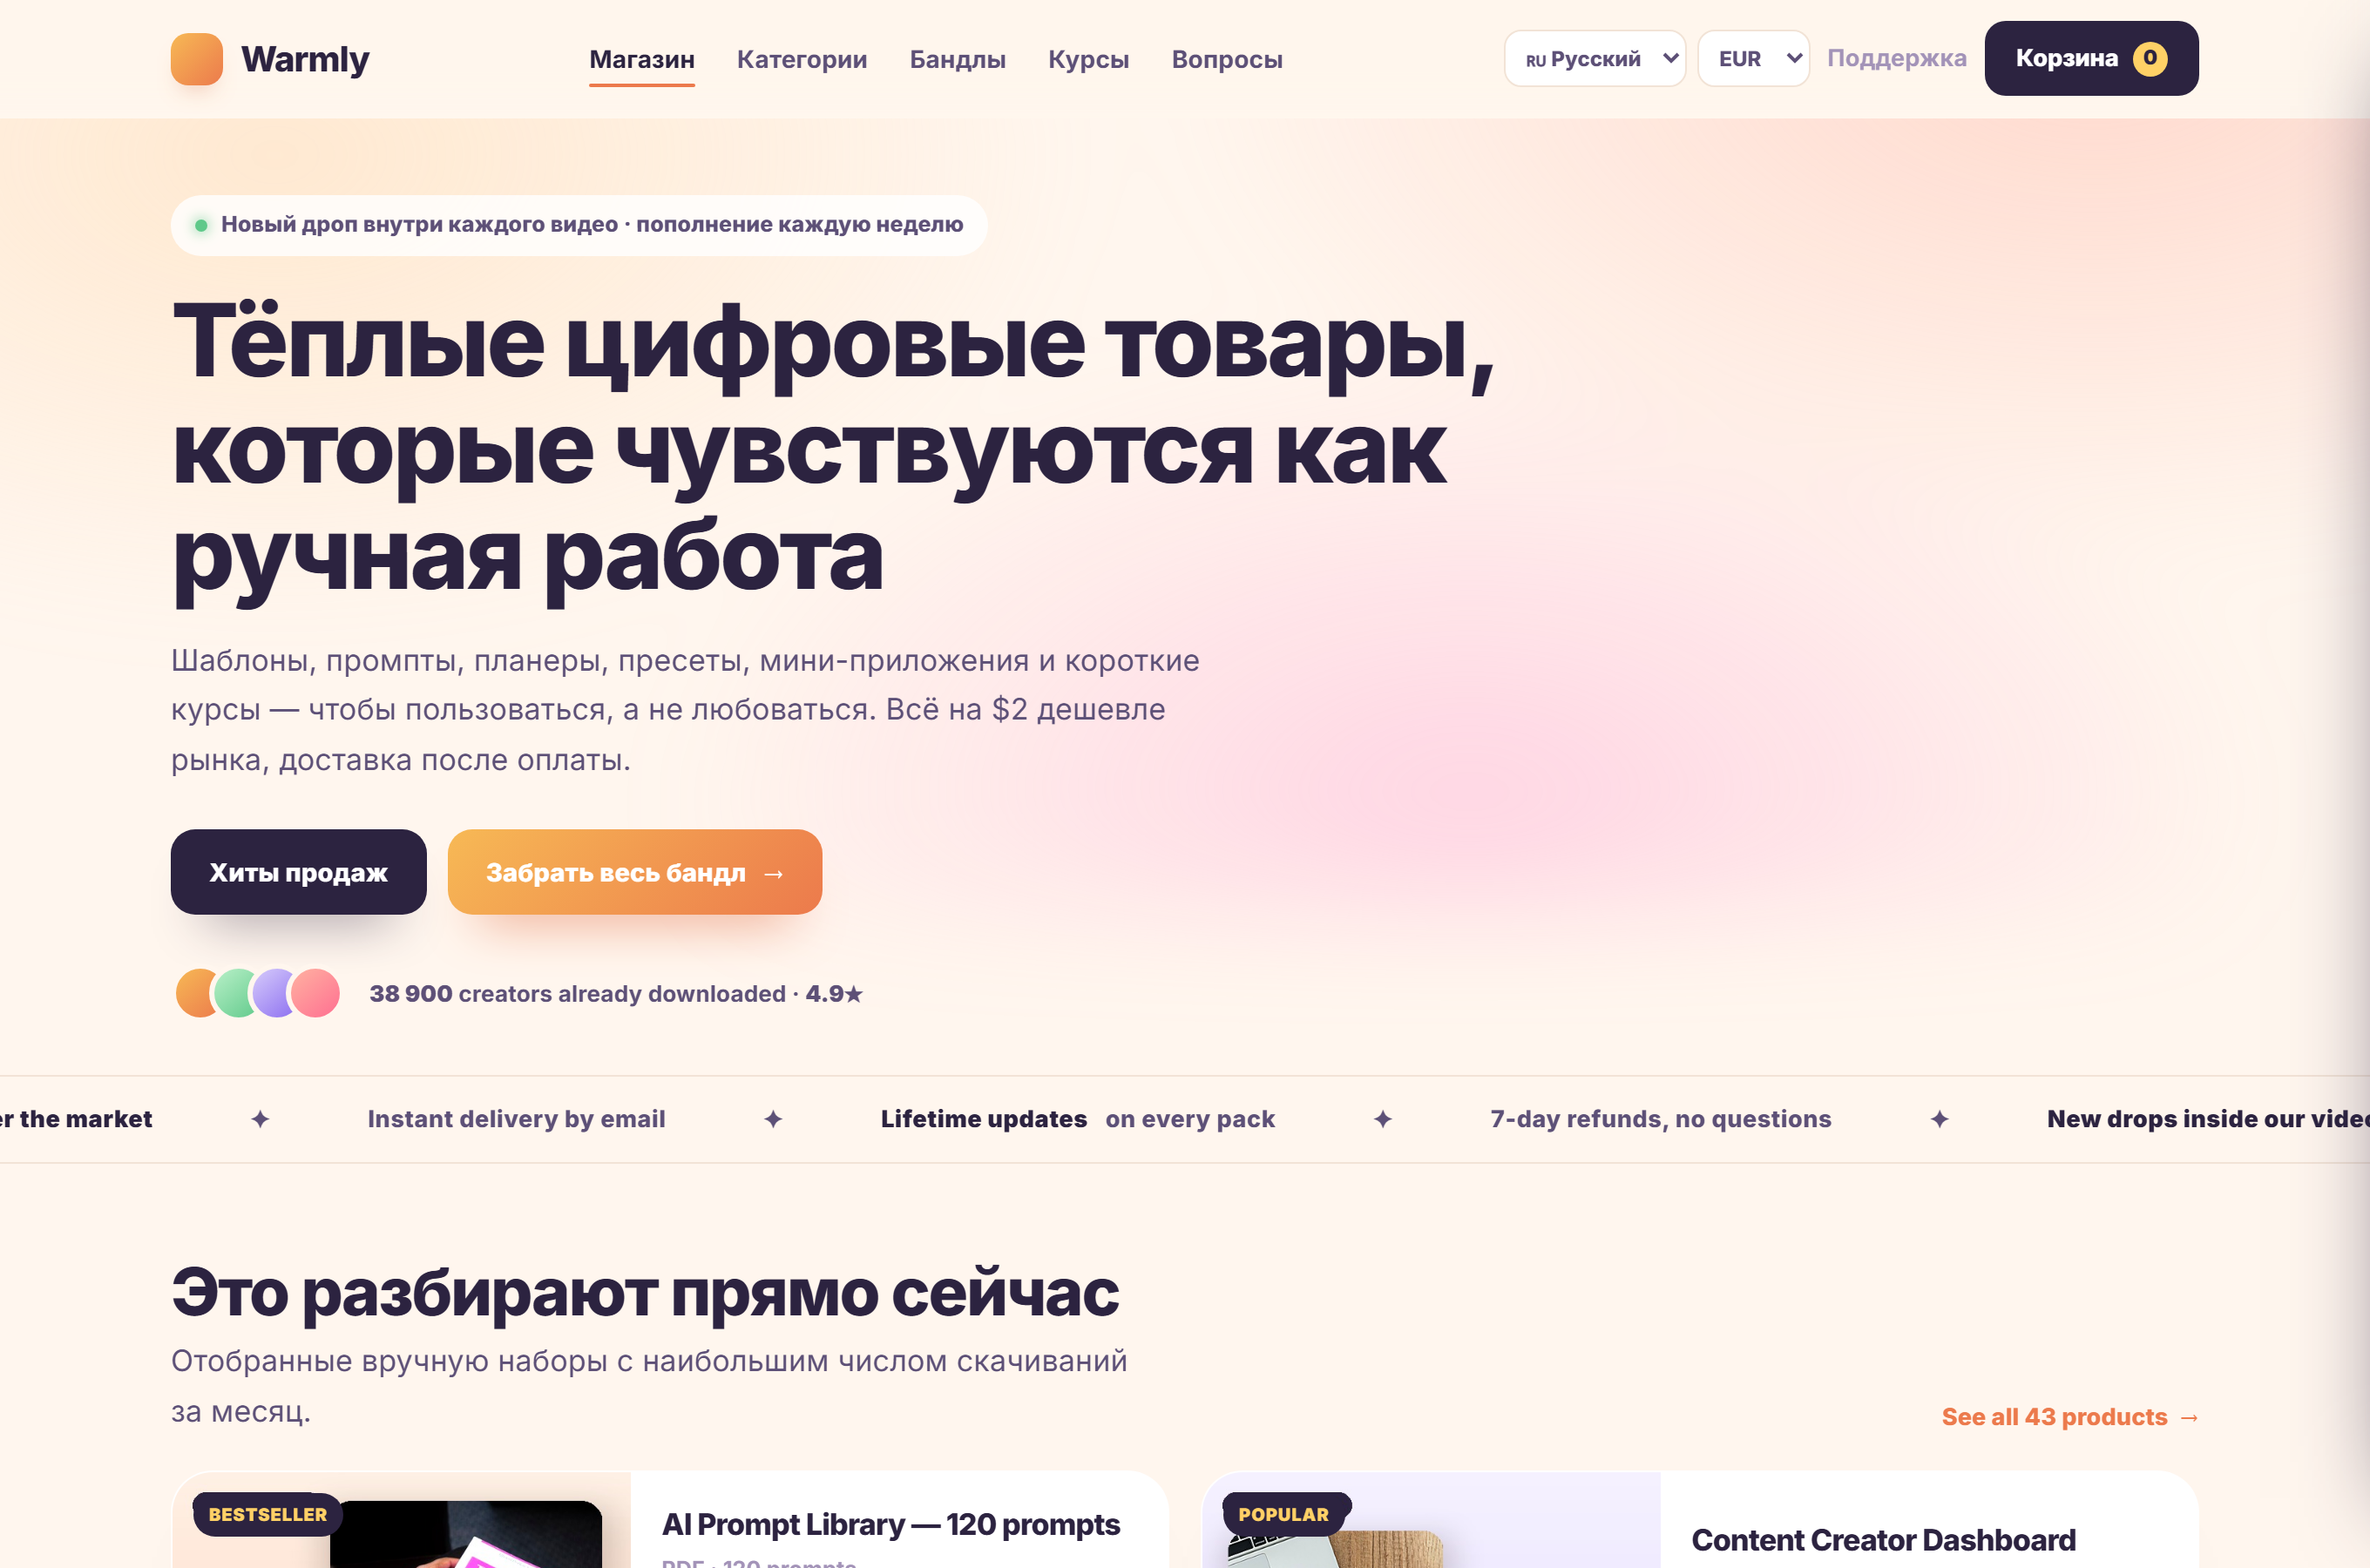 Warmly
Магазин Категории Бандлы Курсы Вопросы
RU Русский EUR Поддержка Корзина 0
Новый дроп внутри каждого видео · пополнение каждую неделю
Тёплые цифровые товары,
которые чувствуются как
ручная работа
Шаблоны, промпты, планеры, пресеты, мини-приложения и короткие
курсы — чтобы пользоваться, а не любоваться. Всё на $2 дешевле
рынка, доставка после оплаты.
Хиты продаж Забрать весь бандл →
38 900 creators already downloaded · 4.9★
the market ✦ Instant delivery by email ✦ Lifetime updates on every pack ✦ 7-day refunds, no questions ✦ New drops inside our
Это разбирают прямо сейчас
Отобранные вручную наборы с наибольшим числом скачиваний
за месяц.
See all 43 products →
BESTSELLER
AI Prompt Library — 120 prompts
PDF · 120 prompts
POPULAR
Content Creator Dashboard